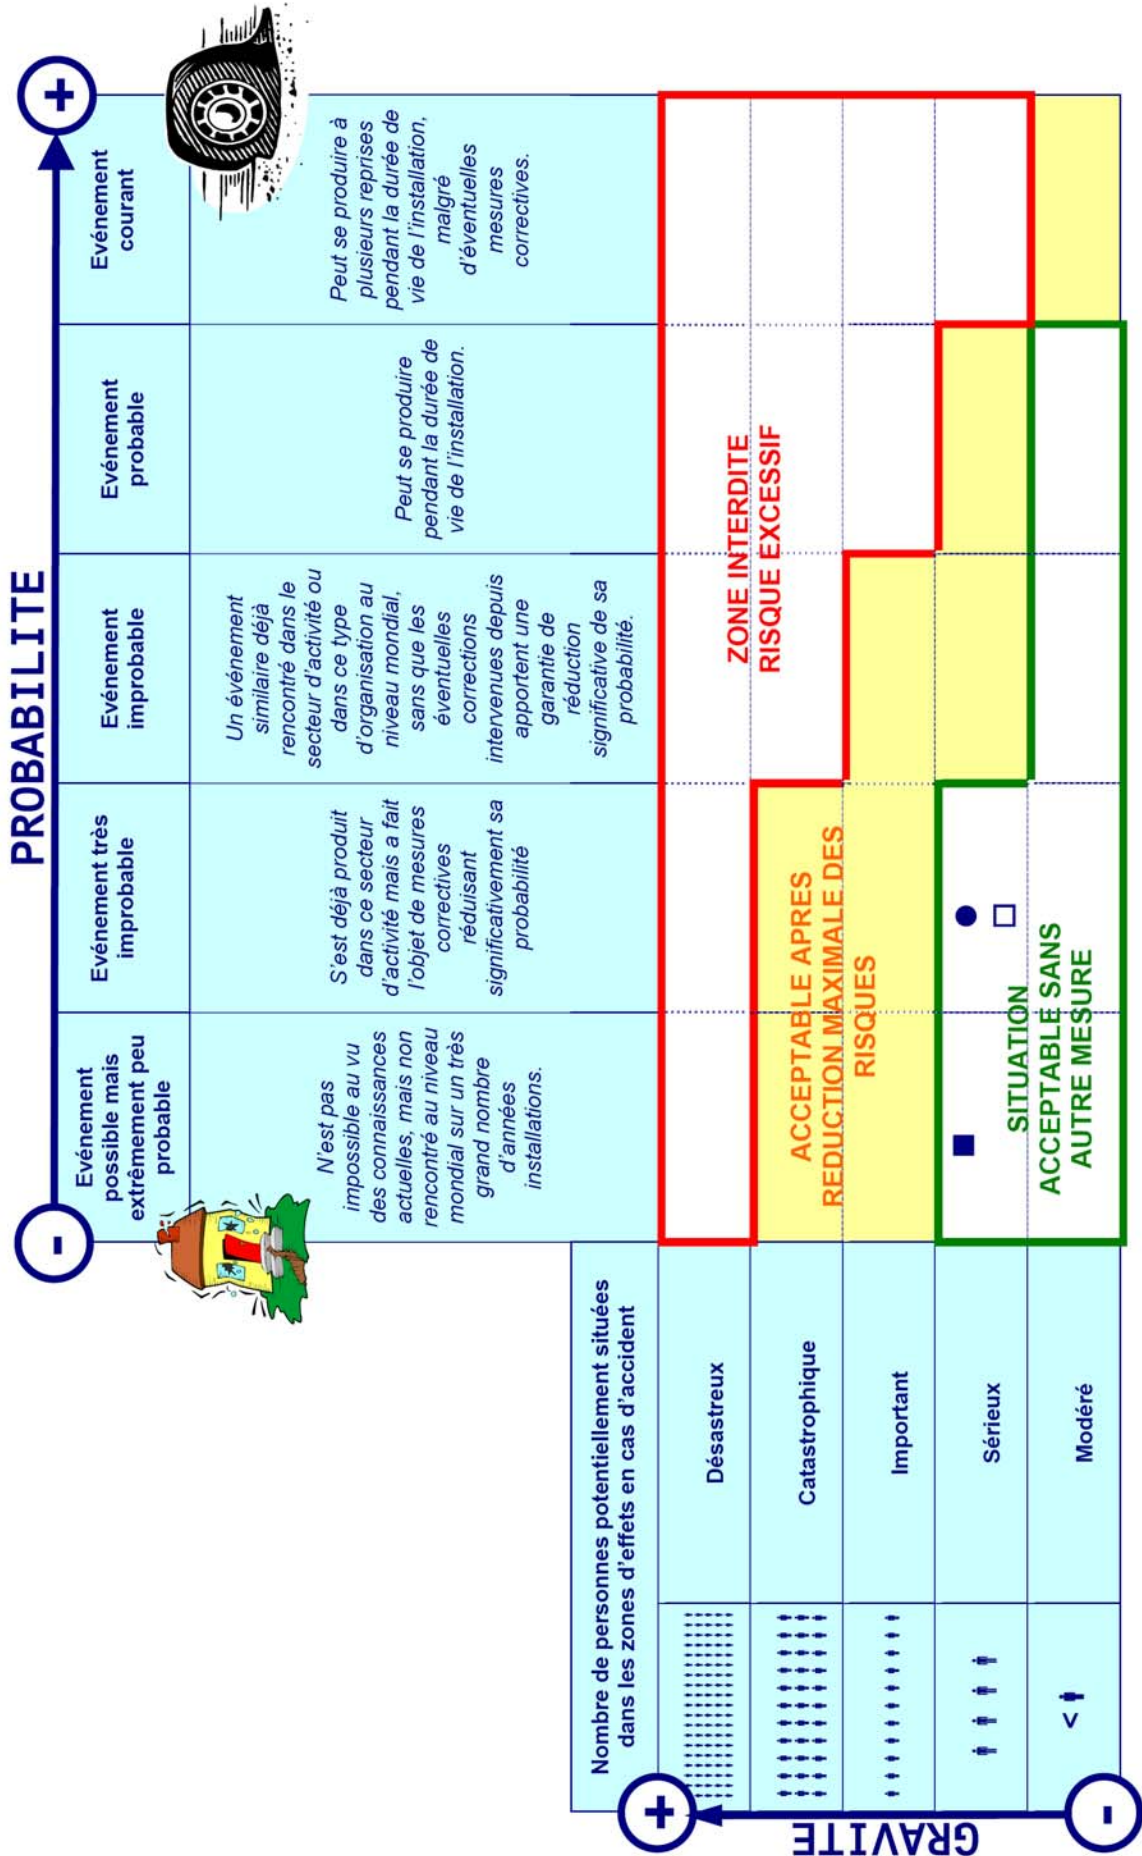 PROBABILITE
-
+
Evénement
possible mais
extrêmement peu
probable
Evénement très
improbable
Evénement
improbable
Evénement
probable
Evénement
courant
N'est pas
impossible au vu
des connaissances
actuelles, mais non
rencontré au niveau
mondial sur un très
grand nombre
d'années
installations.
S'est déjà produit
dans ce secteur
d'activité mais a fait
l'objet de mesures
correctives
réduisant
significativement sa
probabilité
Un événement
similaire déjà
rencontré dans le
secteur d'activité ou
dans ce type
d'organisation au
niveau mondial,
sans que les
éventuelles
corrections
intervenues depuis
apportent une
garantie de
réduction
significative de sa
probabilité.
Peut se produire
pendant la durée de
vie de l'installation.
Peut se produire à
plusieurs reprises
pendant la durée de
vie de l'installation,
malgré
d'éventuelles
mesures
correctives.
Nombre de personnes potentiellement situées
dans les zones d'effets en cas d'accident
+
GRAVITE
-
Désastreux
Catastrophique
Important
Sérieux
<
Modéré
ZONE INTERDITE
RISQUE EXCESSIF
ACCEPTABLE APRES
REDUCTION MAXIMALE DES
RISQUES
SITUATION
ACCEPTABLE SANS
AUTRE MESURE